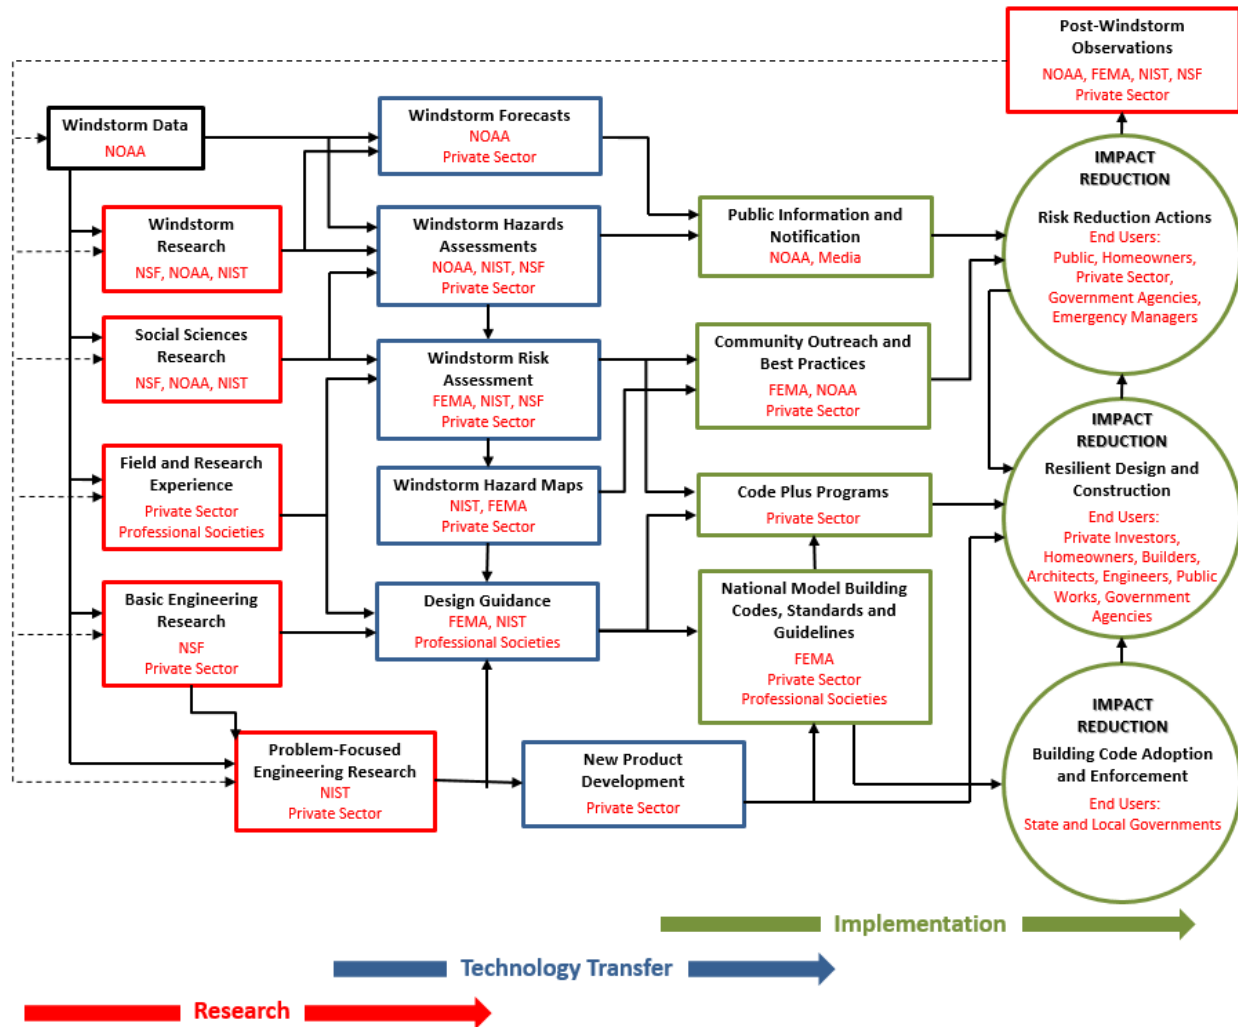 Post-Windstorm
Observations
NOAA, FEMA, NIST, NSF
Private Sector
Windstorm Data
NOAA
Windstorm Forecasts
NOAA
Private Sector
IMPACT
REDUCTION
Risk Reduction Actions
End Users:
Public, Homeowners,
Private Sector,
Government Agencies,
Emergency Managers
Windstorm
Research
NSF, NOAA, NIST
Windstorm Hazards
Assessments
NOAA, NIST, NSF
Private Sector
Public Information and
Notification
NOAA, Media
Social Sciences
Research
NSF, NOAA, NIST
Windstorm Risk
Assessment
FEMA, NIST, NSF
Private Sector
Community Outreach and
Best Practices
FEMA, NOAA
Private Sector
IMPACT
REDUCTION
Resilient Design and
Construction
End Users:
Private Investors,
Homeowners, Builders,
Architects, Engineers, Public
Works, Government
Agencies
Field and Research
Experience
Private Sector
Professional Societies
Windstorm Hazard Maps
NIST, FEMA
Private Sector
Code Plus Programs
Private Sector
Basic Engineering
Research
NSF
Private Sector
Design Guidance
FEMA, NIST
Professional Societies
National Model Building
Codes, Standards and
Guidelines
FEMA
Private Sector
Professional Societies
IMPACT
REDUCTION
Building Code Adoption
and Enforcement
End Users:
State and Local Governments
Problem-Focused
Engineering Research
NIST
Private Sector
New Product
Development
Private Sector
Implementation
Technology Transfer
Research